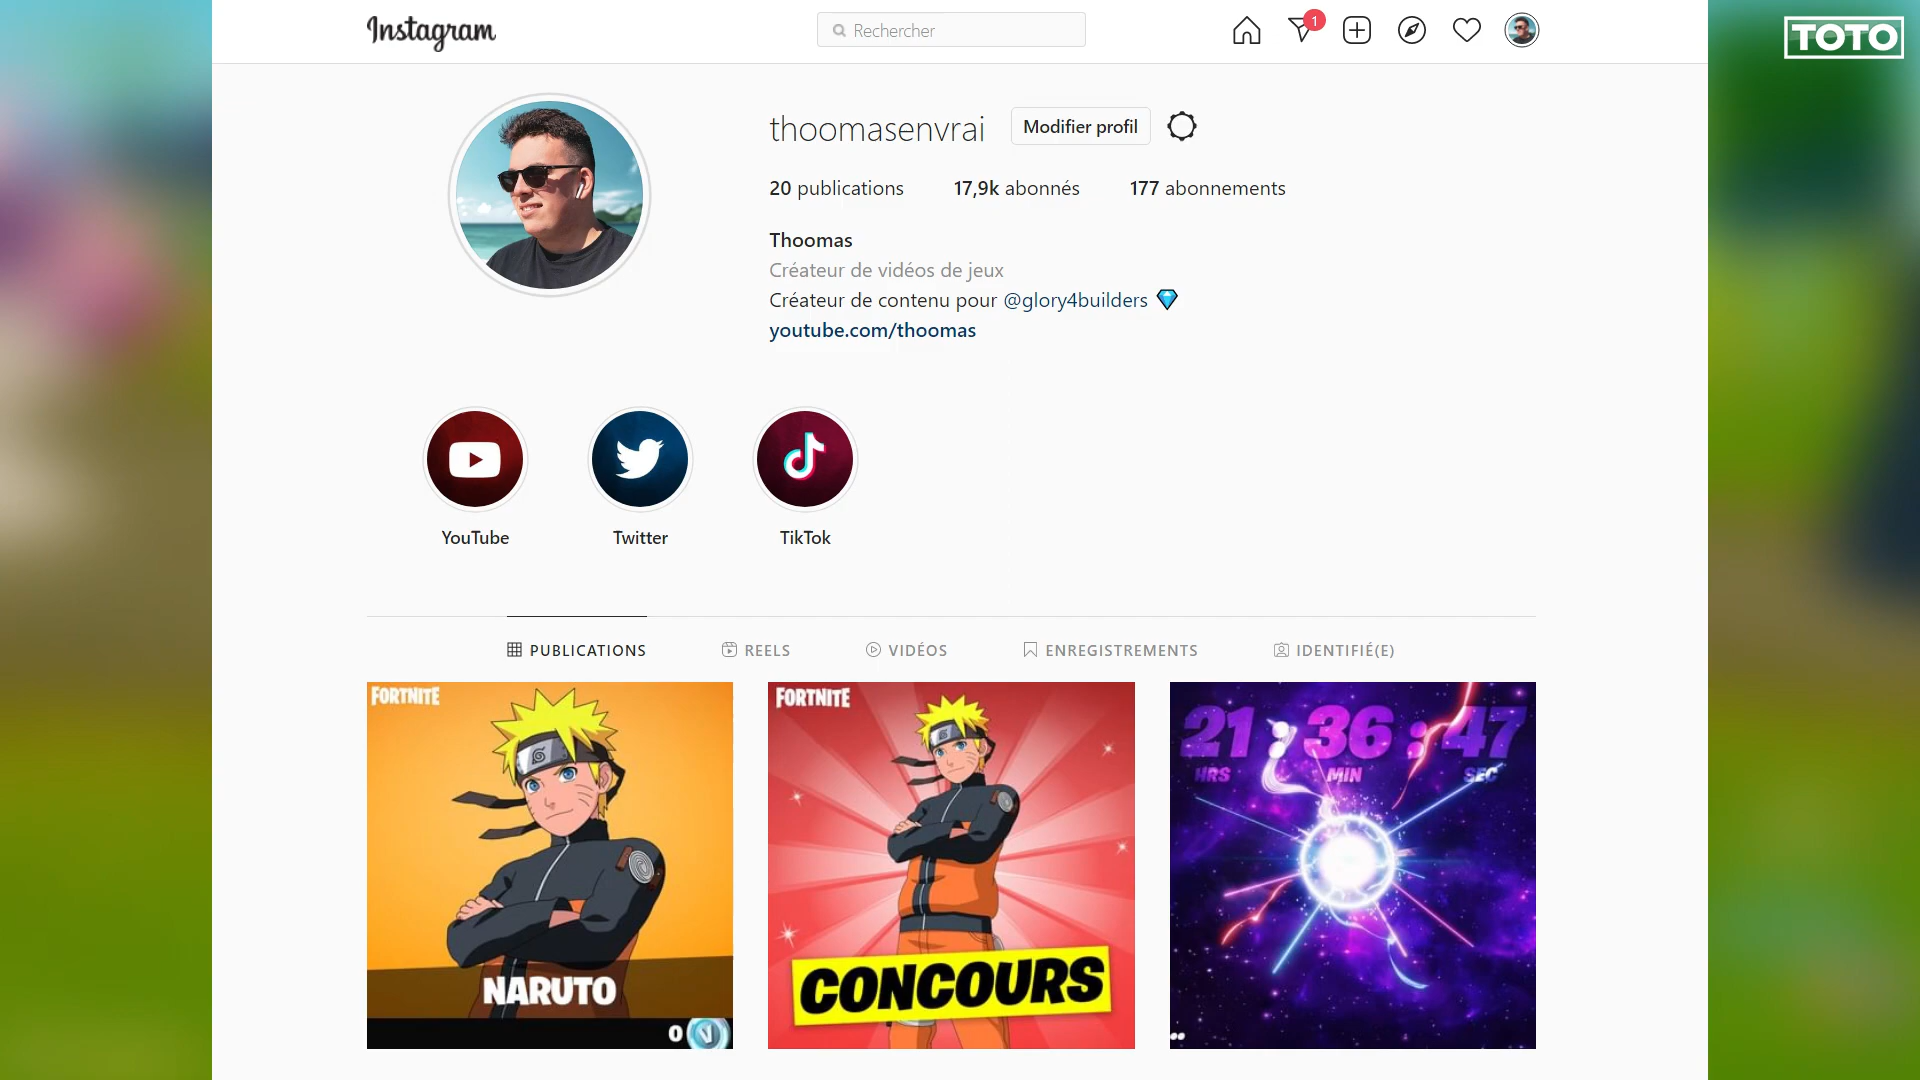 Instagram
Rechercher
1
TOTO
thoomasenvrai
Modifier profil
20 publications
17,9k abonnés
177 abonnements
Thoomas
Créateur de vidéos de jeux
Créateur de contenu pour @glory4builders
youtube.com/thoomas
YouTube
Twitter
TikTok
PUBLICATIONS
REELS
VIDÉOS
ENREGISTREMENTS
IDENTIFIÉ(E)
FORTNITE
NARUTO
0
V
FORTNITE
CONCOURS
21 : 36 : 47
HRS MIN SEC